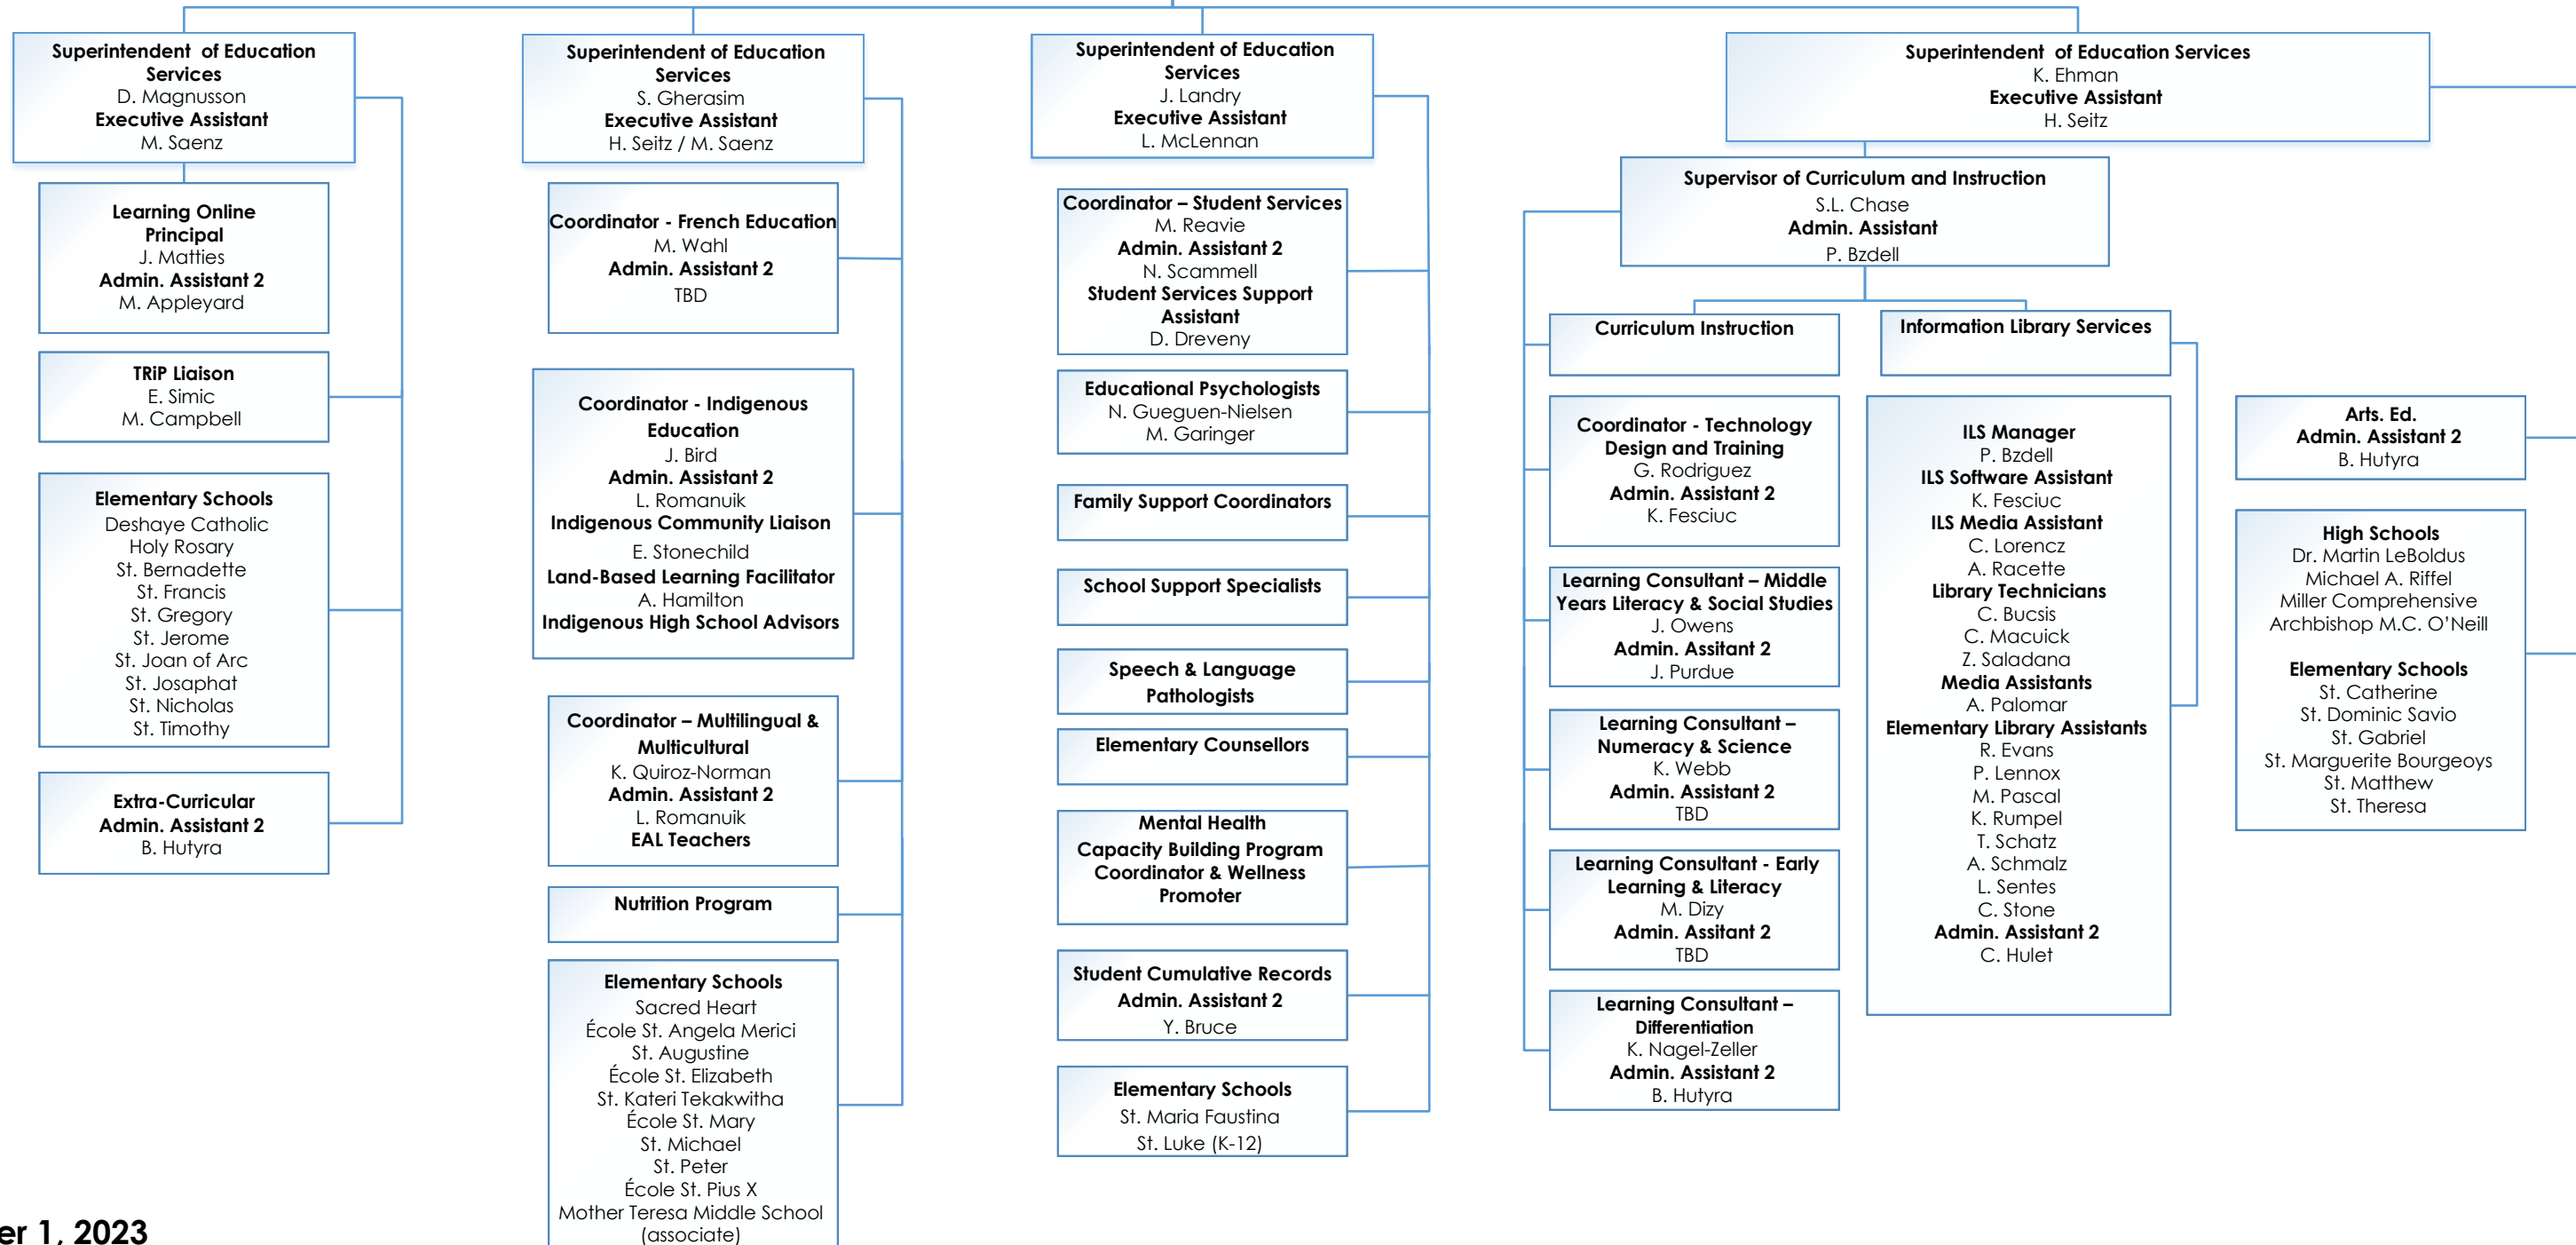 Superintendent  of Education
Services
D. Magnusson
Executive Assistant
M. Saenz
Learning Online
Principal
J. Matties
Admin. Assistant 2
M. Appleyard
TRiP Liaison
E. Simic
M. Campbell
Elementary Schools
Deshaye Catholic
Holy Rosary
St. Bernadette
St. Francis
St. Gregory
St. Jerome
St. Joan of Arc
St. Josaphat
St. Nicholas
St. Timothy
Extra-Curricular
Admin. Assistant 2
B. Hutyra
Superintendent of Education
Services
S. Gherasim
Executive Assistant
H. Seitz / M. Saenz
Coordinator - French Education
M. Wahl
Admin. Assistant 2
TBD
Coordinator - Indigenous
Education
J. Bird
Admin. Assistant 2
L. Romanuik
Indigenous Community Liaison
E. Stonechild
Land-Based Learning Facilitator
A. Hamilton
Indigenous High School Advisors
Coordinator – Multilingual &
Multicultural
K. Quiroz-Norman
Admin. Assistant 2
L. Romanuik
EAL Teachers
Nutrition Program
Elementary Schools
Sacred Heart
École St. Angela Merici
St. Augustine
École St. Elizabeth
St. Kateri Tekakwitha
École St. Mary
St. Michael
St. Peter
École St. Pius X
Mother Teresa Middle School
(associate)
Superintendent of Education
Services
J. Landry
Executive Assistant
L. McLennan
Coordinator – Student Services
M. Reavie
Admin. Assistant 2
N. Scammell
Student Services Support
Assistant
D. Dreveny
Educational Psychologists
N. Gueguen-Nielsen
M. Garinger
Family Support Coordinators
School Support Specialists
Speech & Language
Pathologists
Elementary Counsellors
Mental Health
Capacity Building Program
Coordinator & Wellness
Promoter
Student Cumulative Records
Admin. Assistant 2
Y. Bruce
Elementary Schools
St. Maria Faustina
St. Luke (K-12)
Superintendent  of Education Services
K. Ehman
Executive Assistant
H. Seitz
Supervisor of Curriculum and Instruction
S.L. Chase
Admin. Assistant
P. Bzdell
Curriculum Instruction
Coordinator - Technology
Design and Training
G. Rodriguez
Admin. Assistant 2
K. Fesciuc
Learning Consultant – Middle
Years Literacy & Social Studies
J. Owens
Admin. Assitant 2
J. Purdue
Learning Consultant –
Numeracy & Science
K. Webb
Admin. Assistant 2
TBD
Learning Consultant - Early
Learning & Literacy
M. Dizy
Admin. Assitant 2
TBD
Learning Consultant –
Differentiation
K. Nagel-Zeller
Admin. Assistant 2
B. Hutyra
Information Library Services
ILS Manager
P. Bzdell
ILS Software Assistant
K. Fesciuc
ILS Media Assistant
C. Lorencz
A. Racette
Library Technicians
C. Bucsis
C. Macuick
Z. Saladana
Media Assistants
A. Palomar
Elementary Library Assistants
R. Evans
P. Lennox
M. Pascal
K. Rumpel
T. Schatz
A. Schmalz
L. Sentes
C. Stone
Admin. Assistant 2
C. Hulet
Arts. Ed.
Admin. Assistant 2
B. Hutyra
High Schools
Dr. Martin LeBoldus
Michael A. Riffel
Miller Comprehensive
Archbishop M.C. O’Neill
Elementary Schools
St. Catherine
St. Dominic Savio
St. Gabriel
St. Marguerite Bourgeoys
St. Matthew
St. Theresa
er 1, 2023